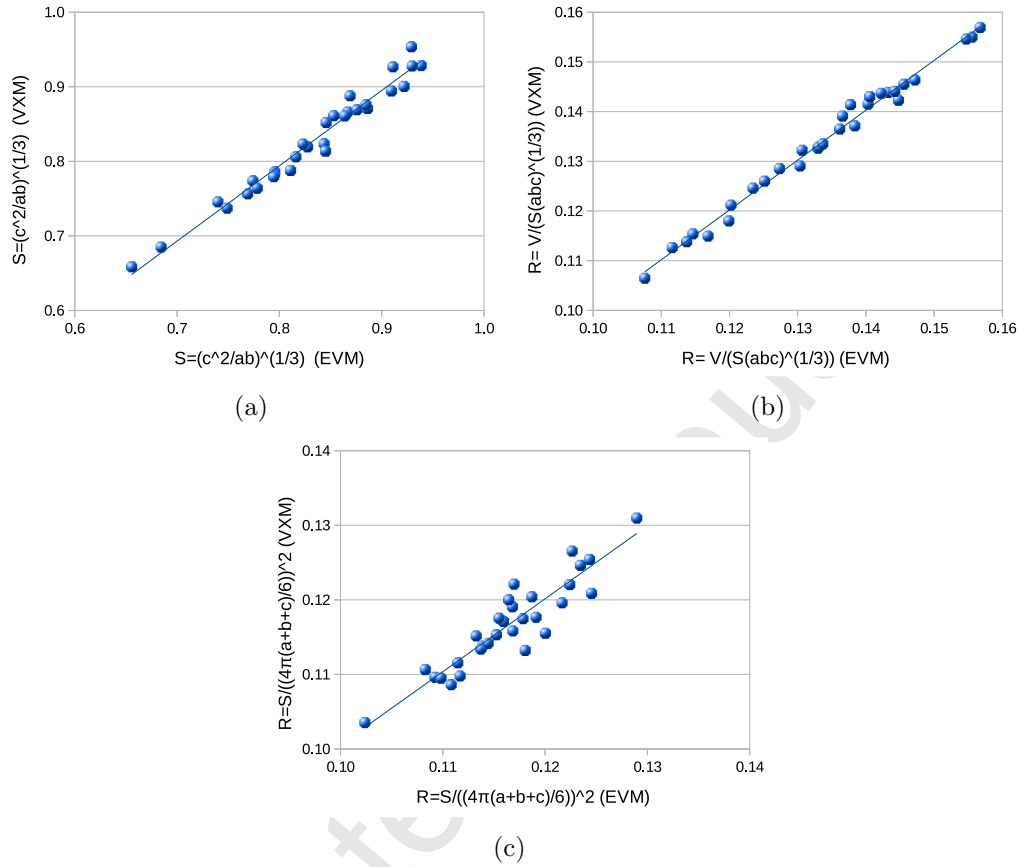 1.0
0.9
0.8
0.7
0.6
0.6 0.7 0.8 0.9 1.0
S=(c^2/ab)^(1/3) (VXM)
S=(c^2/ab)^(1/3) (EVM)
(a)
0.16
0.15
0.14
0.13
0.12
0.11
0.10
0.10 0.11 0.12 0.13 0.14 0.15 0.16
R= V/(S(abc)^(1/3)) (VXM)
R= V/(S(abc)^(1/3)) (EVM)
(b)
0.14
0.13
0.12
0.11
0.10
0.10 0.11 0.12 0.13 0.14
R=S/((4π(a+b+c)/6))^2 (VXM)
R=S/((4π(a+b+c)/6))^2 (EVM)
(c)